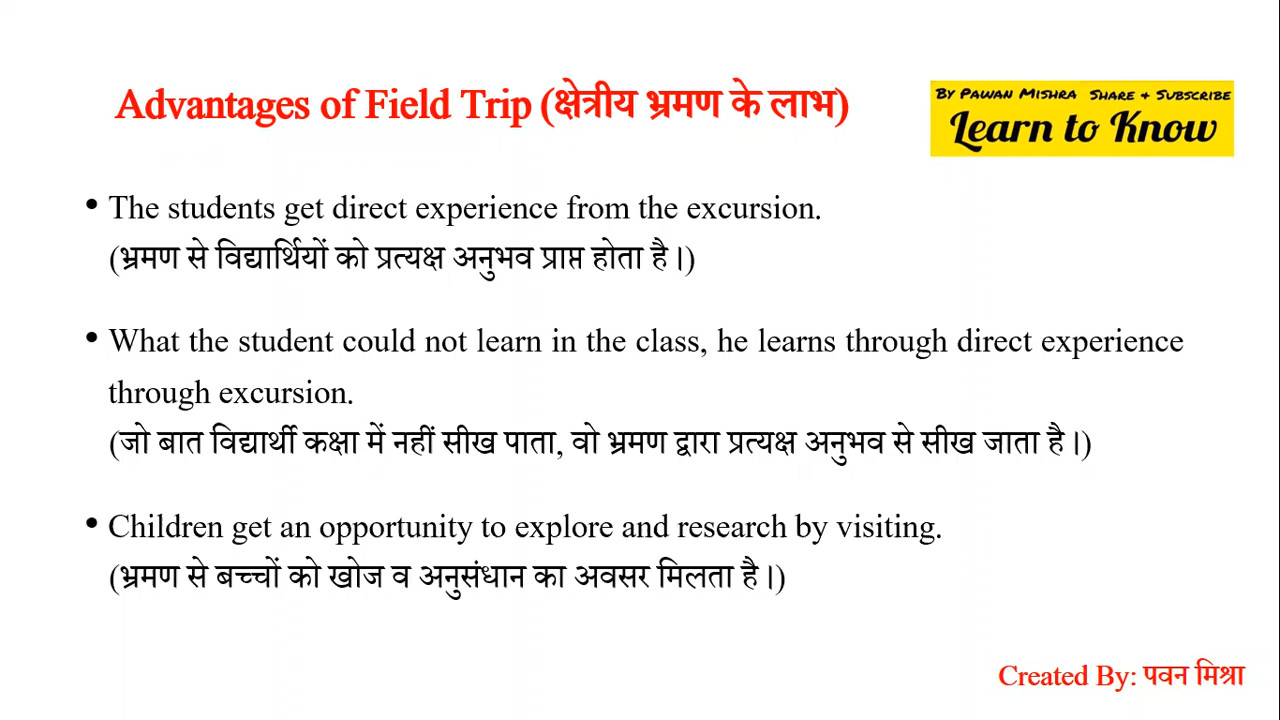 Advantages of Field Trip (क्षेत्रीय भ्रमण के लाभ)
By Pawan Mishra Share & Subscribe
Learn to Know
• The students get direct experience from the excursion.
(भ्रमण से विद्यार्थियों को प्रत्यक्ष अनुभव प्राप्त होता है।)
• What the student could not learn in the class, he learns through direct experience
through excursion.
(जो बात विद्यार्थी कक्षा में नहीं सीख पाता, वो भ्रमण द्वारा प्रत्यक्ष अनुभव से सीख जाता है।)
• Children get an opportunity to explore and research by visiting.
(भ्रमण से बच्चों को खोज व अनुसंधान का अवसर मिलता है।)
Created By: पवन मिश्रा